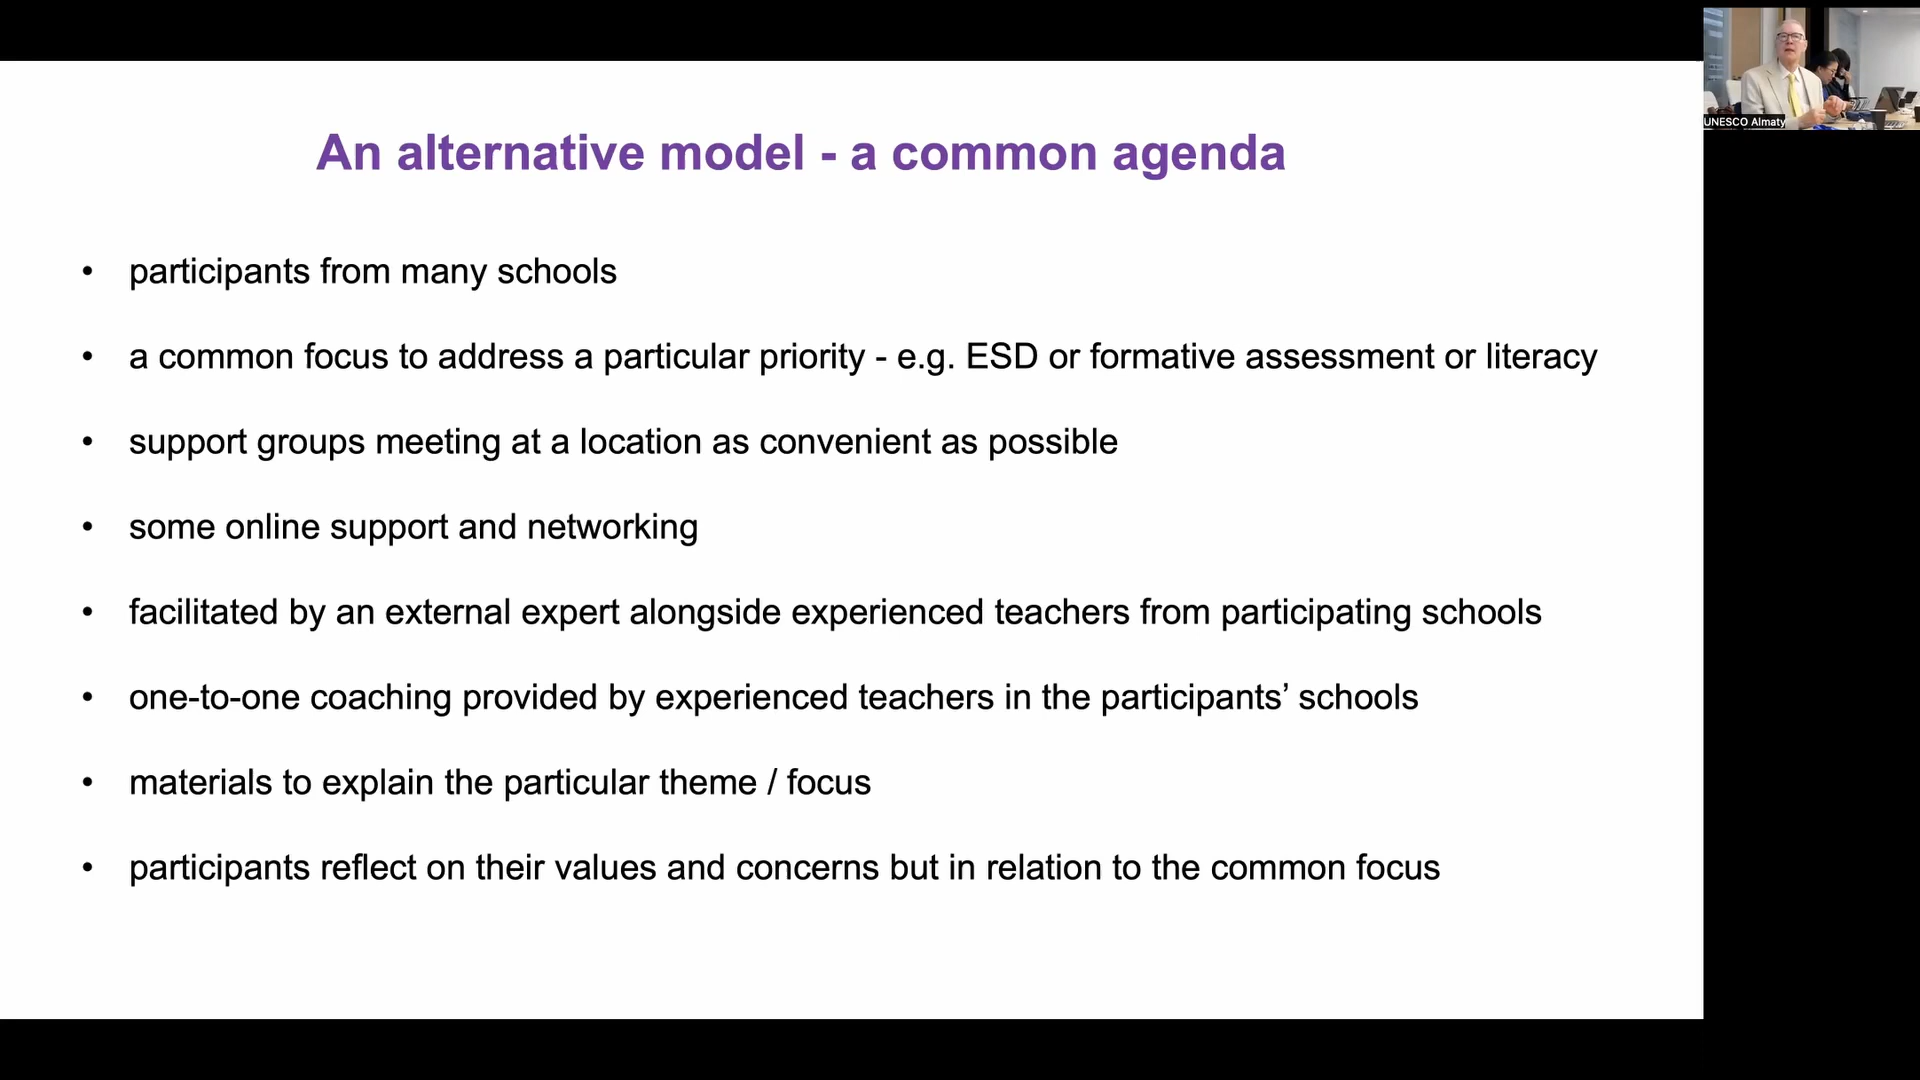 An alternative model - a common agenda
• participants from many schools
• a common focus to address a particular priority - e.g. ESD or formative assessment or literacy
• support groups meeting at a location as convenient as possible
• some online support and networking
• facilitated by an external expert alongside experienced teachers from participating schools
• one-to-one coaching provided by experienced teachers in the participants’ schools
• materials to explain the particular theme / focus
• participants reflect on their values and concerns but in relation to the common focus
UNESCO Almaty